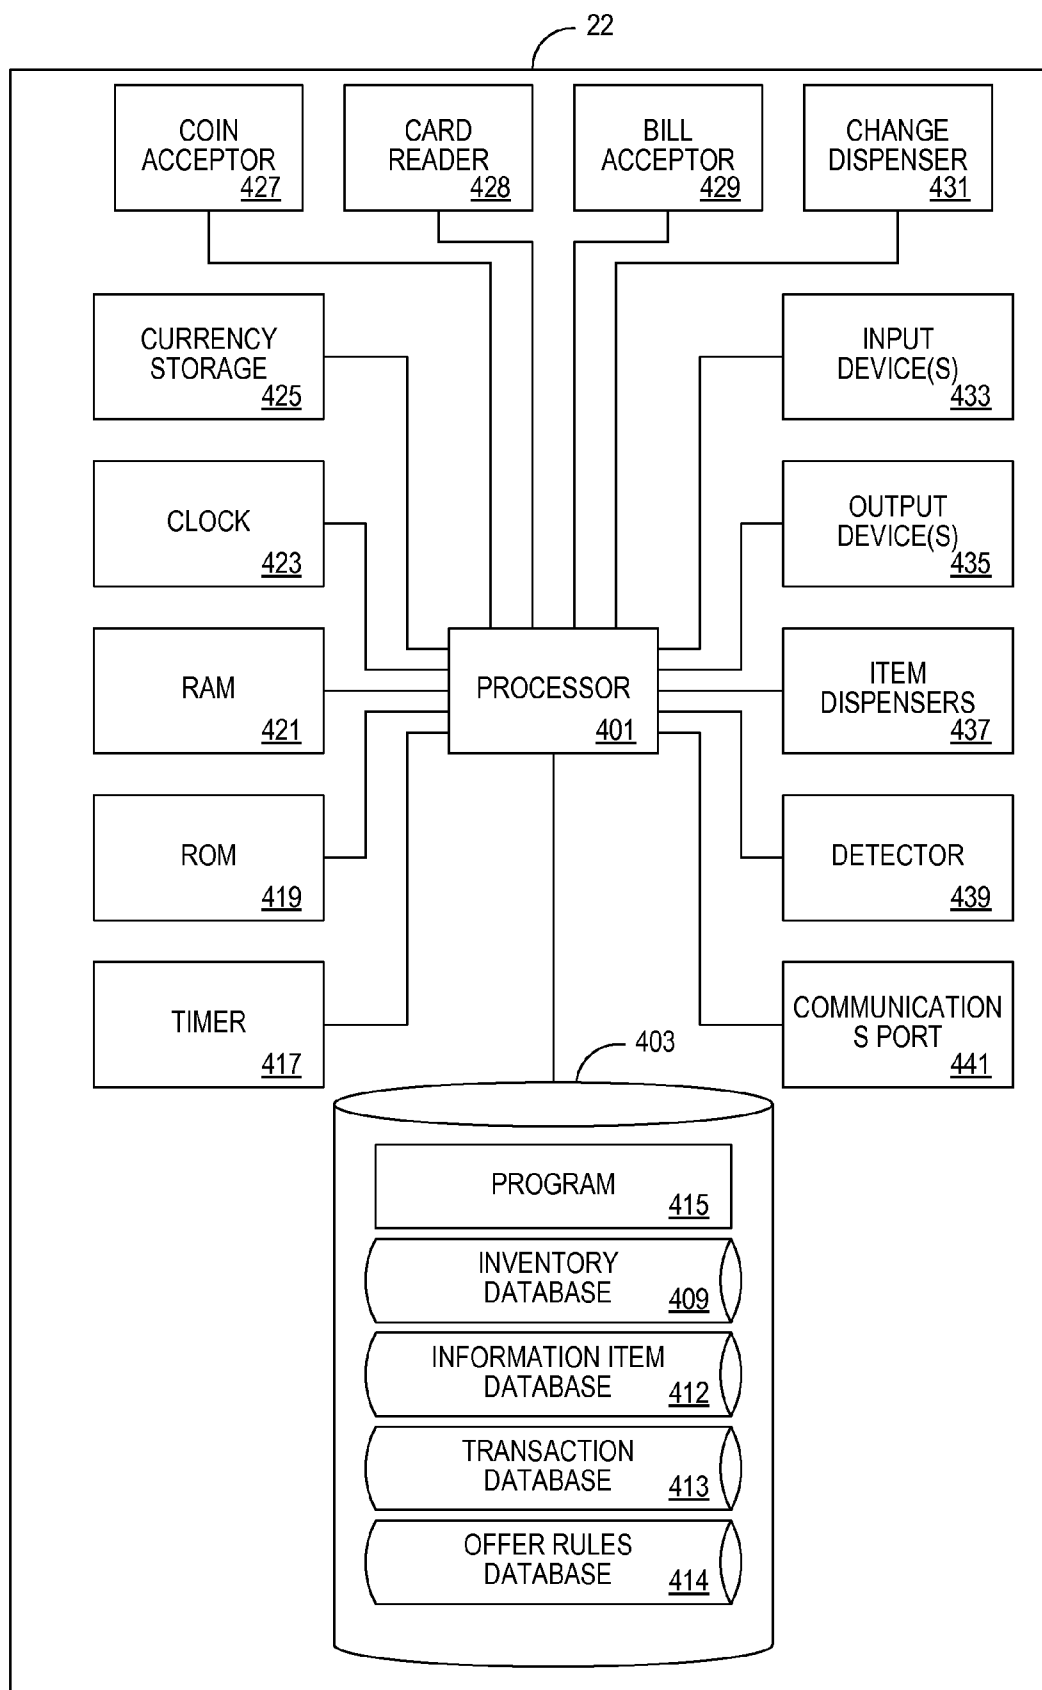 22
COIN
ACCEPTOR
427
CARD
READER
428
BILL
ACCEPTOR
429
CHANGE
DISPENSER
431
CURRENCY
STORAGE
425
INPUT
DEVICE(S)
433
CLOCK
423
OUTPUT
DEVICE(S)
435
RAM
421
PROCESSOR
401
ITEM
DISPENSERS
437
ROM
419
DETECTOR
439
TIMER
417
COMMUNICATION
S PORT
441
403
PROGRAM
415
INVENTORY
DATABASE
409
INFORMATION ITEM
DATABASE
412
TRANSACTION
DATABASE
413
OFFER RULES
DATABASE
414